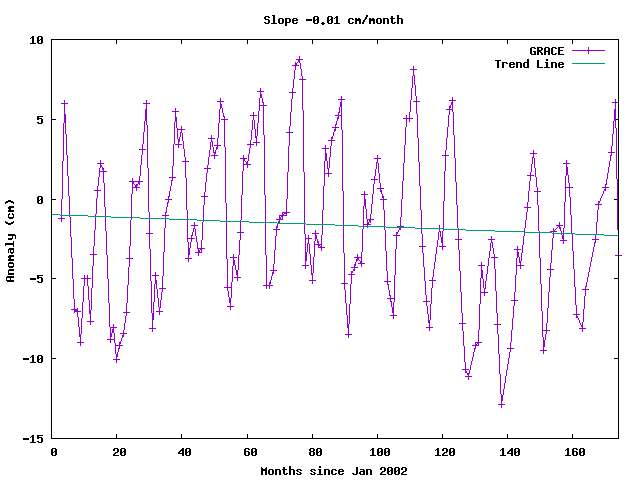 Slope -0.01 cm/month
10
5
0
-5
-10
-15
Anomaly (cm)
GRACE
Trend Line
0 20 40 60 80 100 120 140 160
Months since Jan 2002